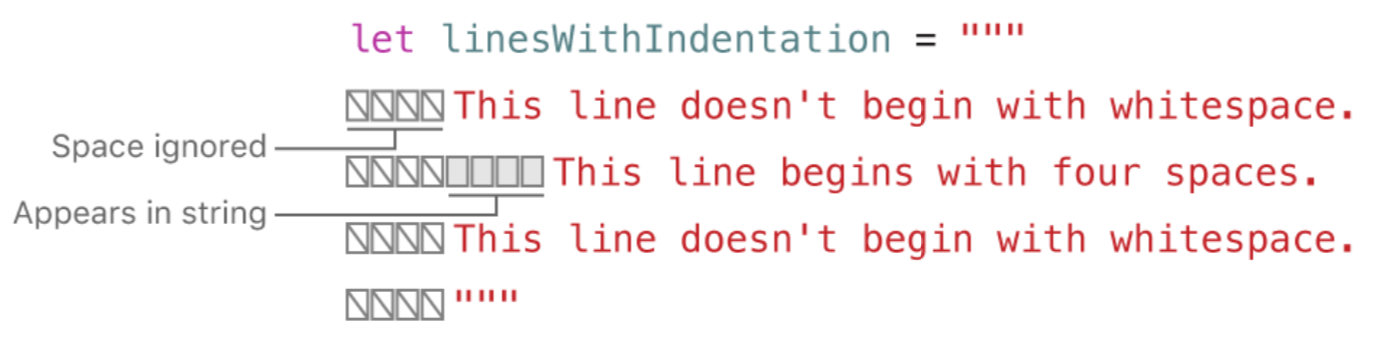 let linesWithIndentation = """
This line doesn't begin with whitespace.
Space ignored
This line begins with four spaces.
Appears in string
This line doesn't begin with whitespace.
"""